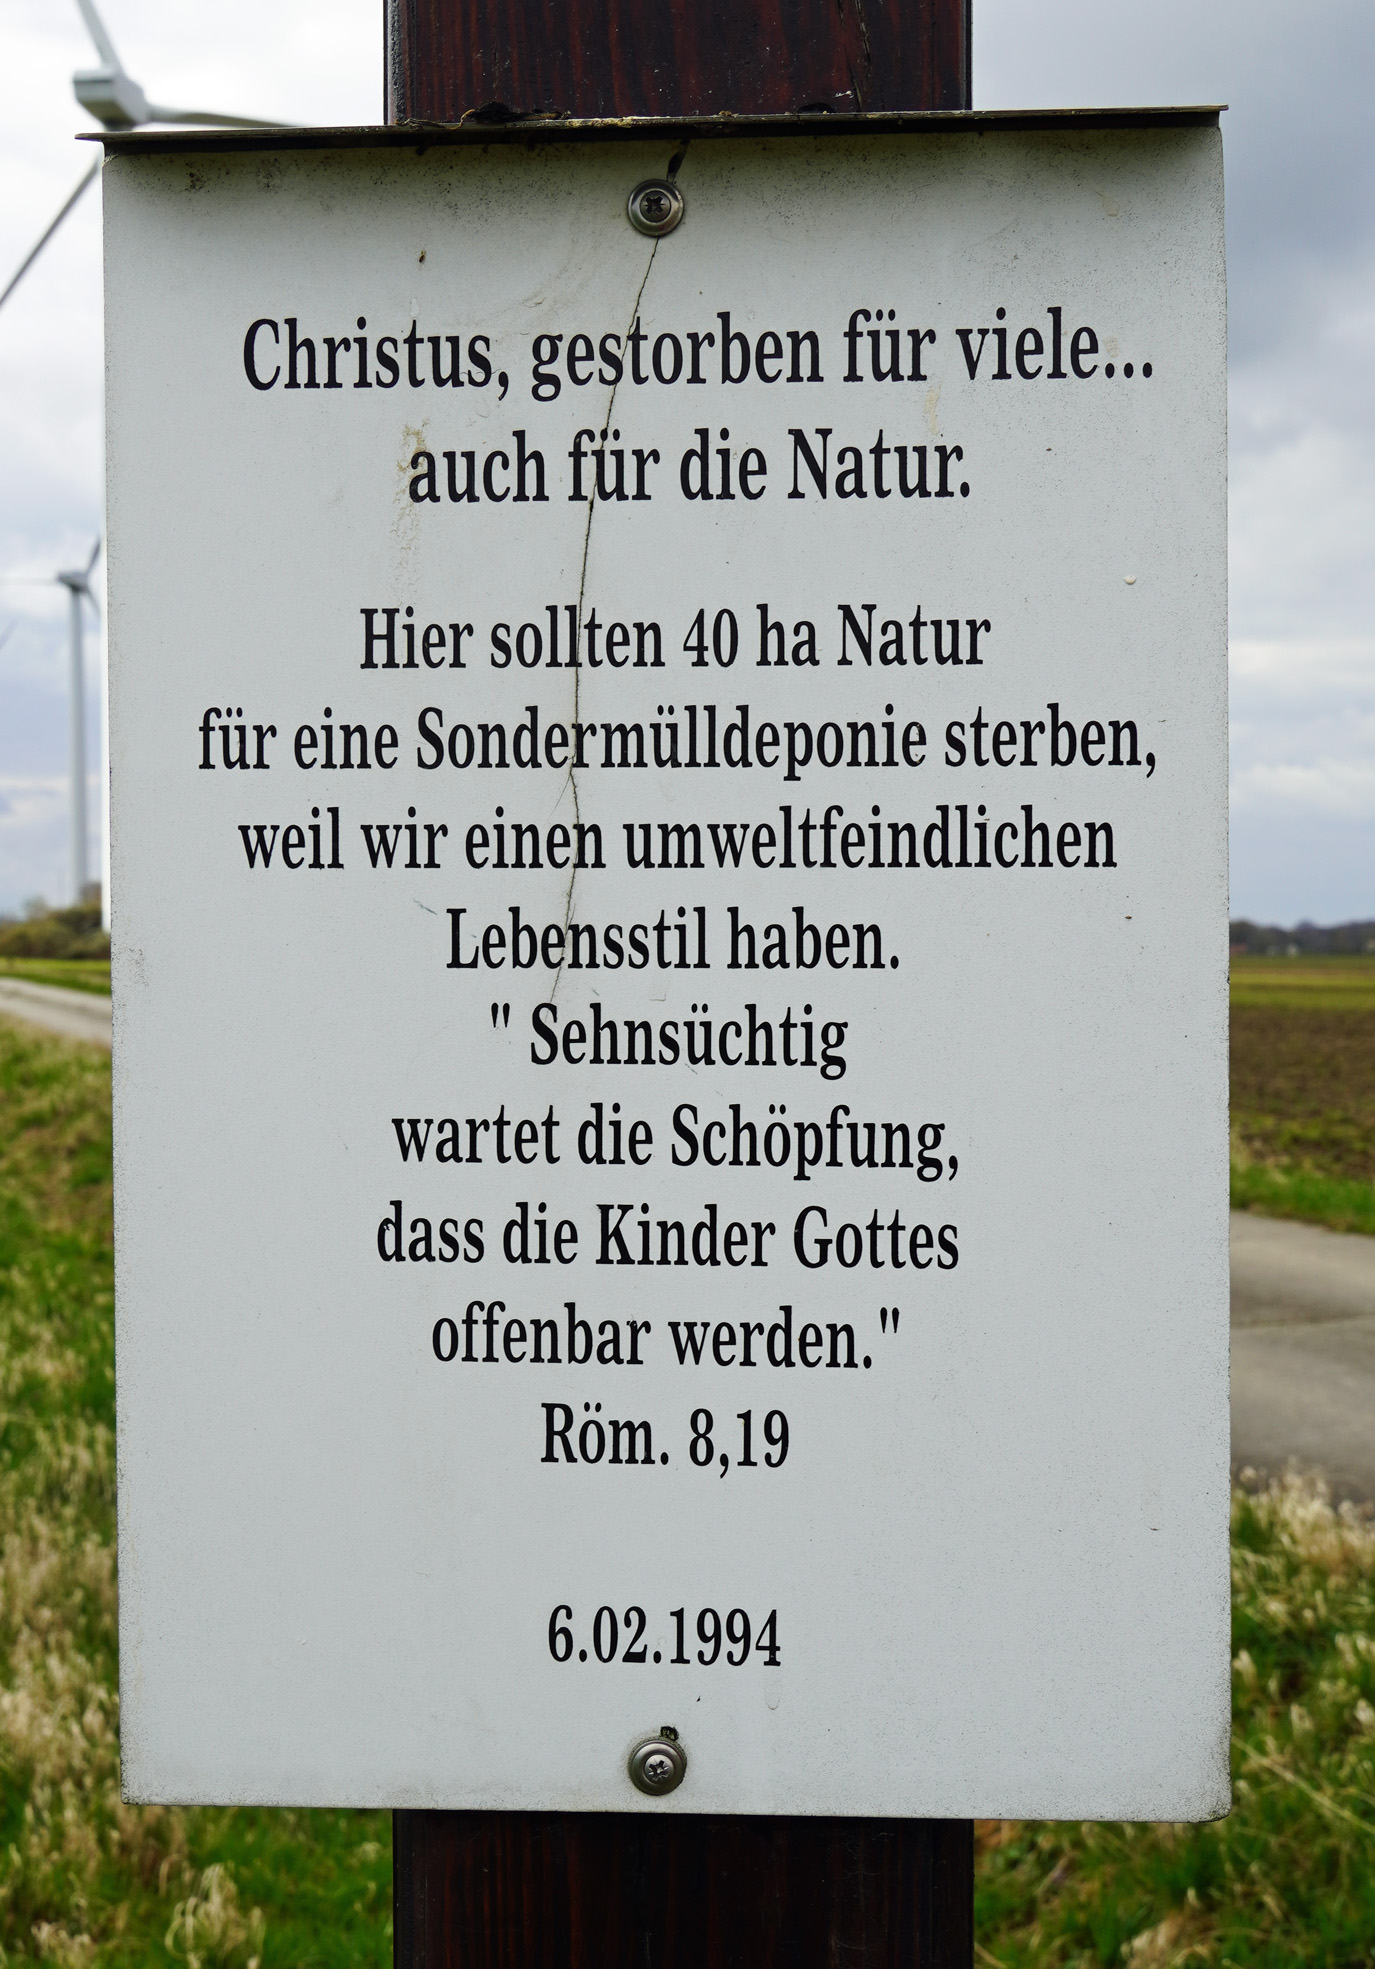 Christus, gestorben für viele...
auch für die Natur.
Hier sollten 40 ha Natur
für eine Sondermülldeponie sterben,
weil wir einen umweltfeindlichen
Lebensstil haben.
" Sehnsüchtig
wartet die Schöpfung,
dass die Kinder Gottes
offenbar werden."
Röm. 8,19
6.02.1994